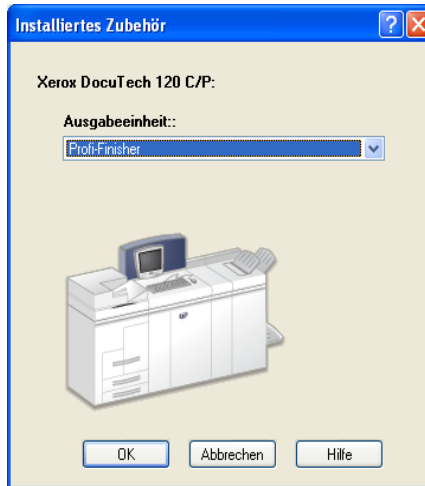 Installiertes Zubehör
Xerox DocuTech 120 C/P:
Ausgabeeinheit::
Profi-Finisher
OK Abbrechen Hilfe